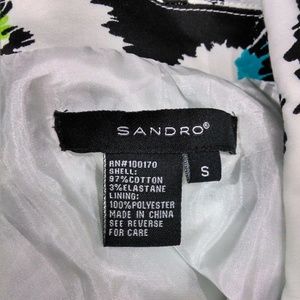 SANDRO®
RN#100170
SHELL:
97%COTTON
3%ELASTANE
LINING:
100%POLYESTER
MADE IN CHINA
SEE REVERSE
FOR CARE
S